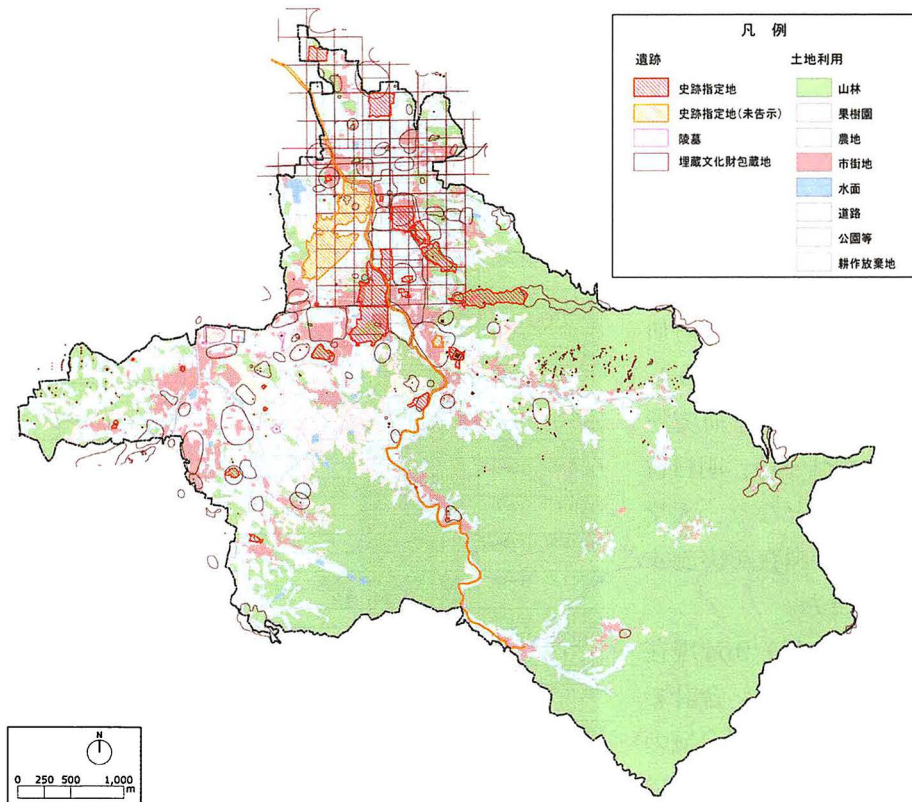 凡 例
遺跡
史跡指定地
史跡指定地(未告示)
陵墓
埋蔵文化財包蔵地
土地利用
山林
果樹園
農地
市街地
水面
道路
公園等
耕作放棄地
N
0 250 500 1,000
m